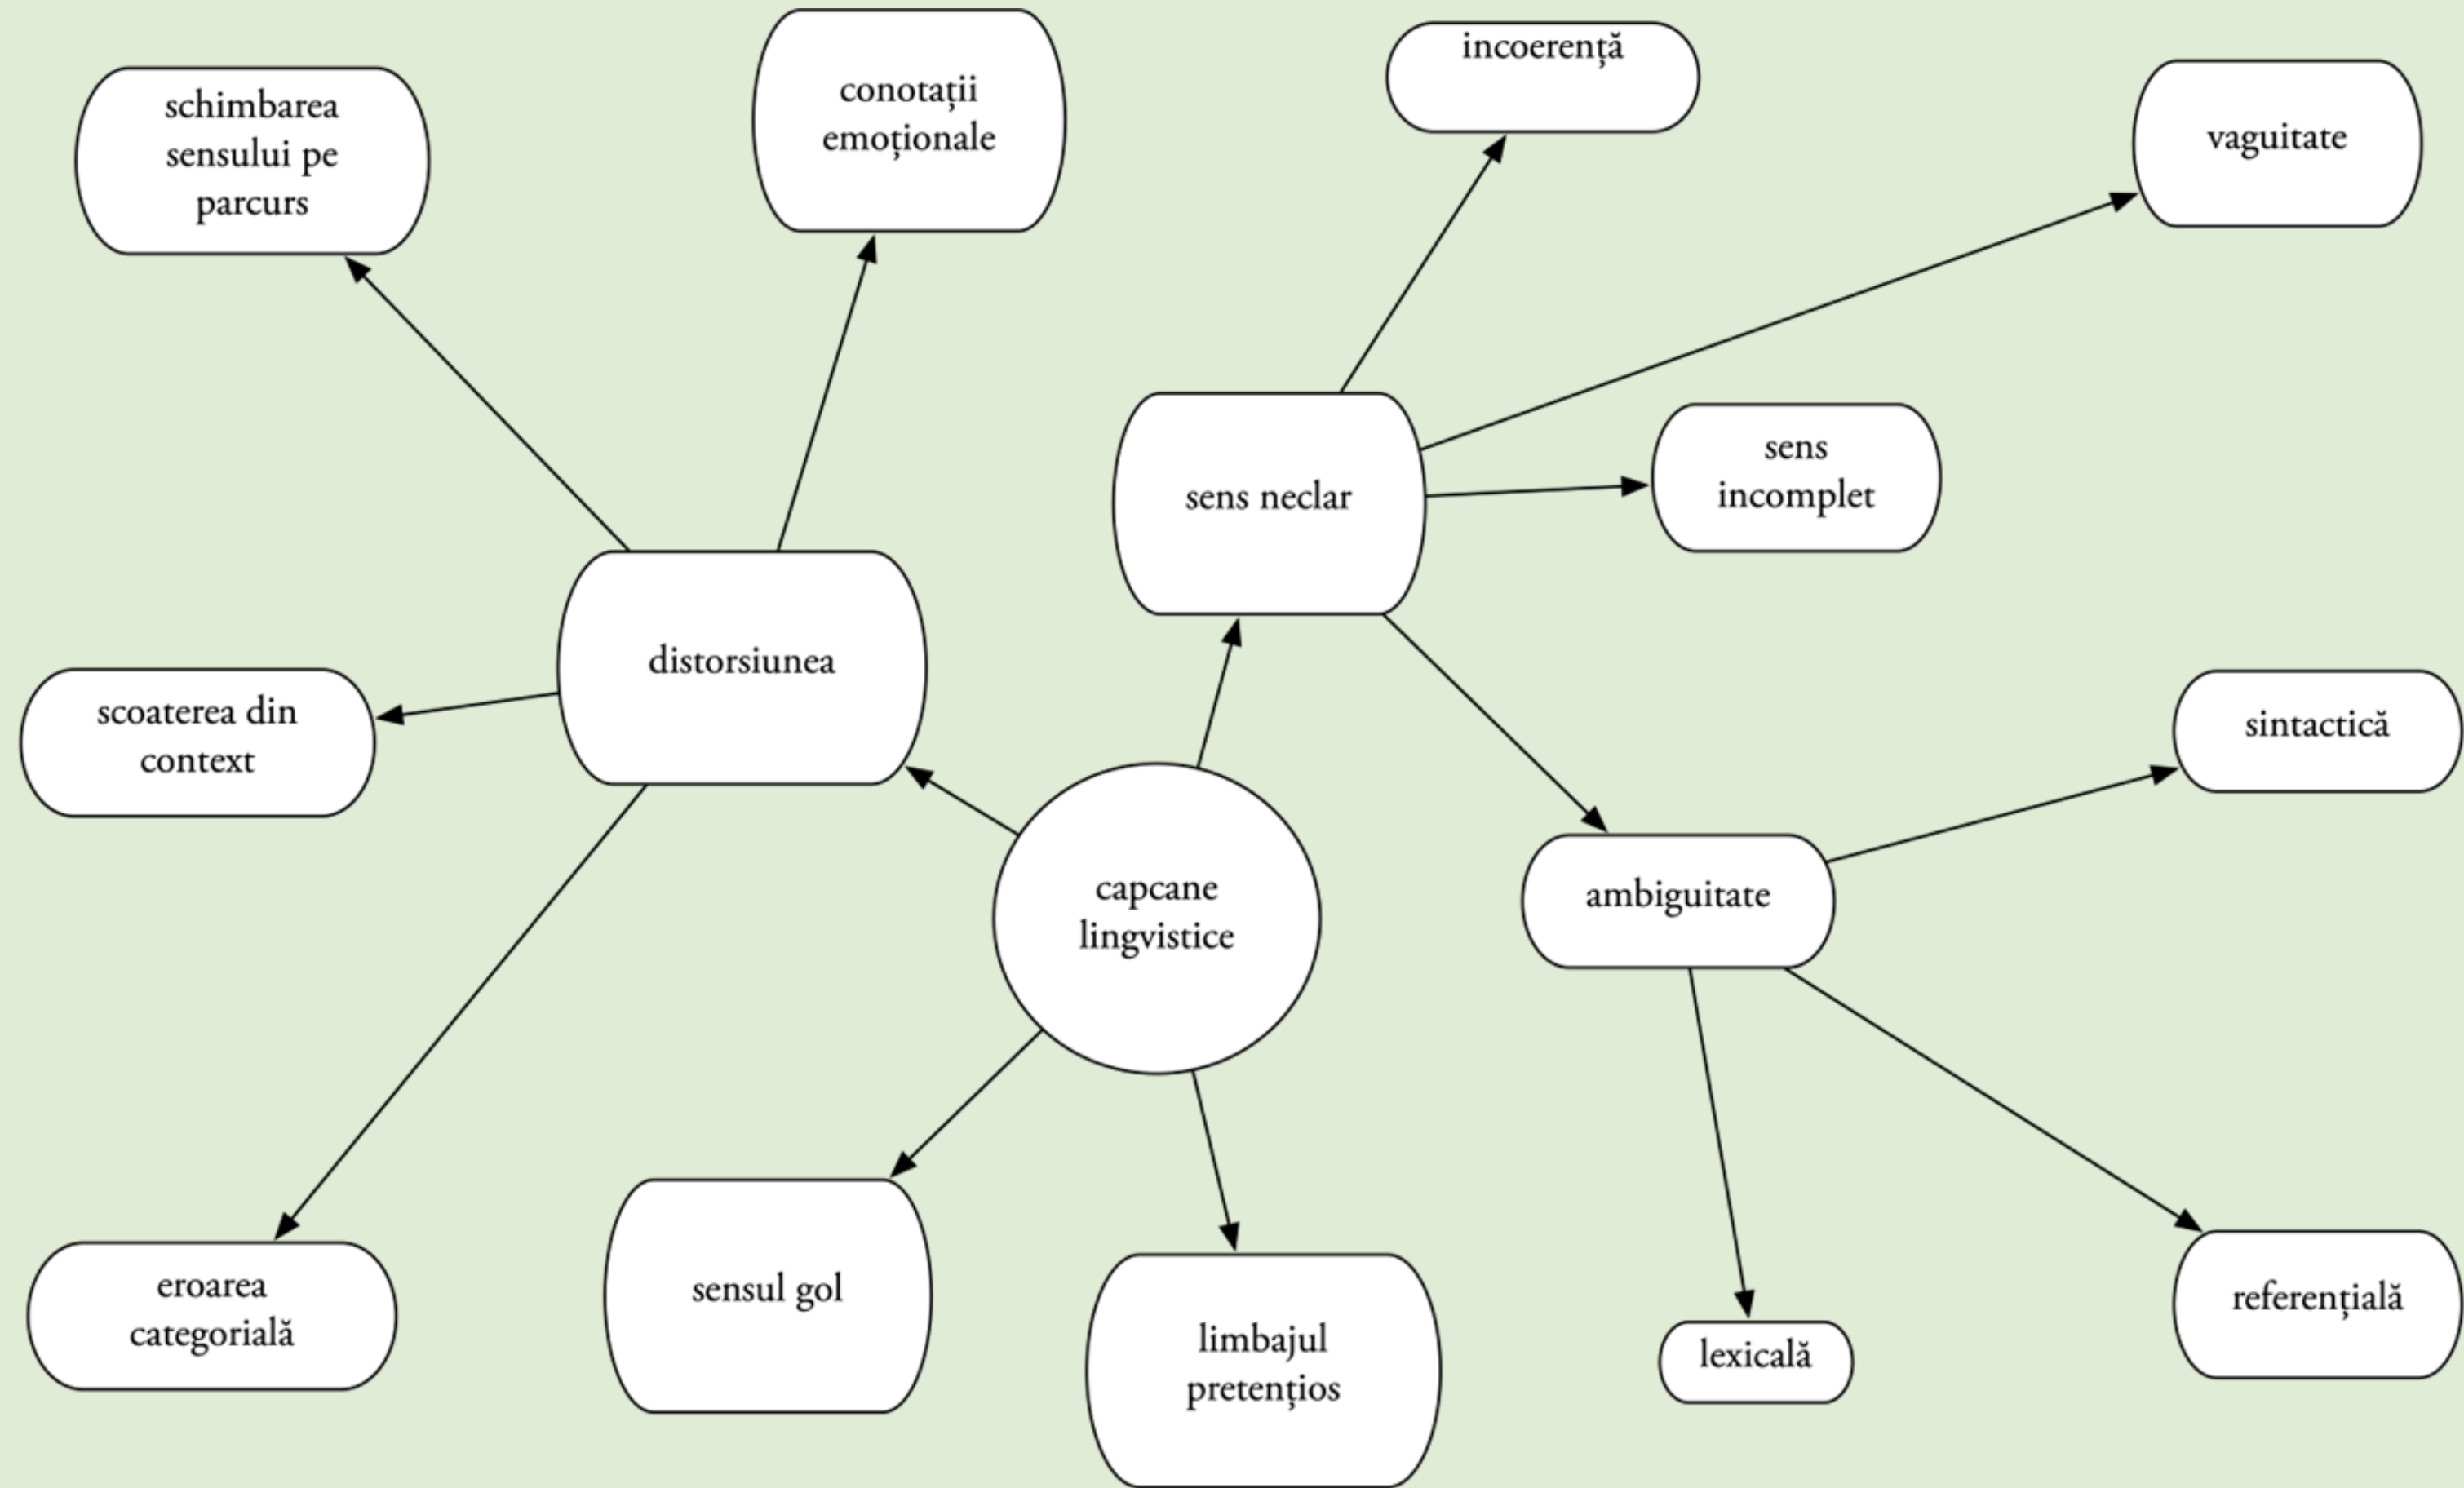 schimbarea
sensului pe
parcurs
conotații
emoționale
incoerență
vaguitate
sens neclar
sens
incomplet
distorsiunea
scoaterea din
context
sintactică
capcane
lingvistice
ambiguitate
eroarea
categorială
sensul gol
limbajul
pretențios
lexicală
referențială